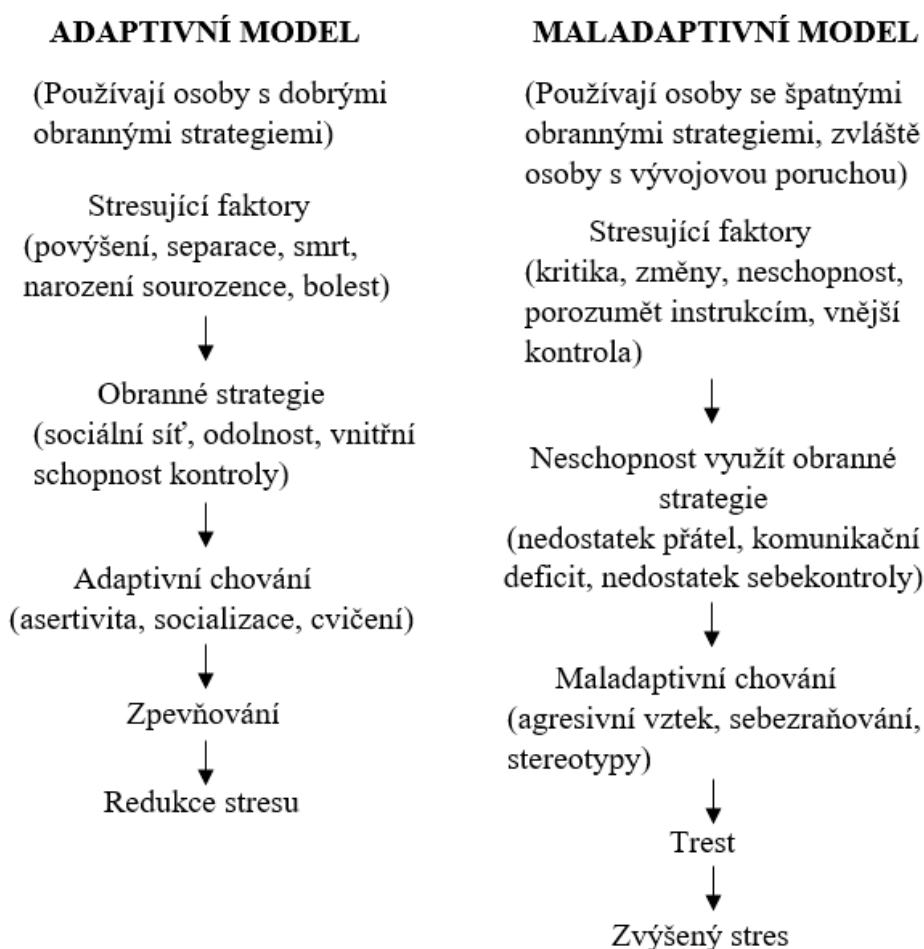 ADAPTIVNÍ MODEL
(Používají osoby s dobrými
obrannými strategiemi)
Stresující faktory
(povýšení, separace, smrt,
narození sourozence, bolest)
Obranné strategie
(sociální síť, odolnost, vnitřní
schopnost kontroly)
Adaptivní chování
(asertivita, socializace, cvičení)
Zpevňování
Redukce stresu
MALADAPTIVNÍ MODEL
(Používají osoby se špatnými
obrannými strategiemi, zvláště
osoby s vývojovou poruchou)
Stresující faktory
(kritika, změny, neschopnost,
porozumět instrukcím, vnější
kontrola)
Neschopnost využít obranné
strategie
(nedostatek přátel, komunikační
deficit, nedostatek sebekontroly)
Maladaptivní chování
(agresivní vztek, sebezraňování,
stereotypy)
Trest
Zvýšený stres